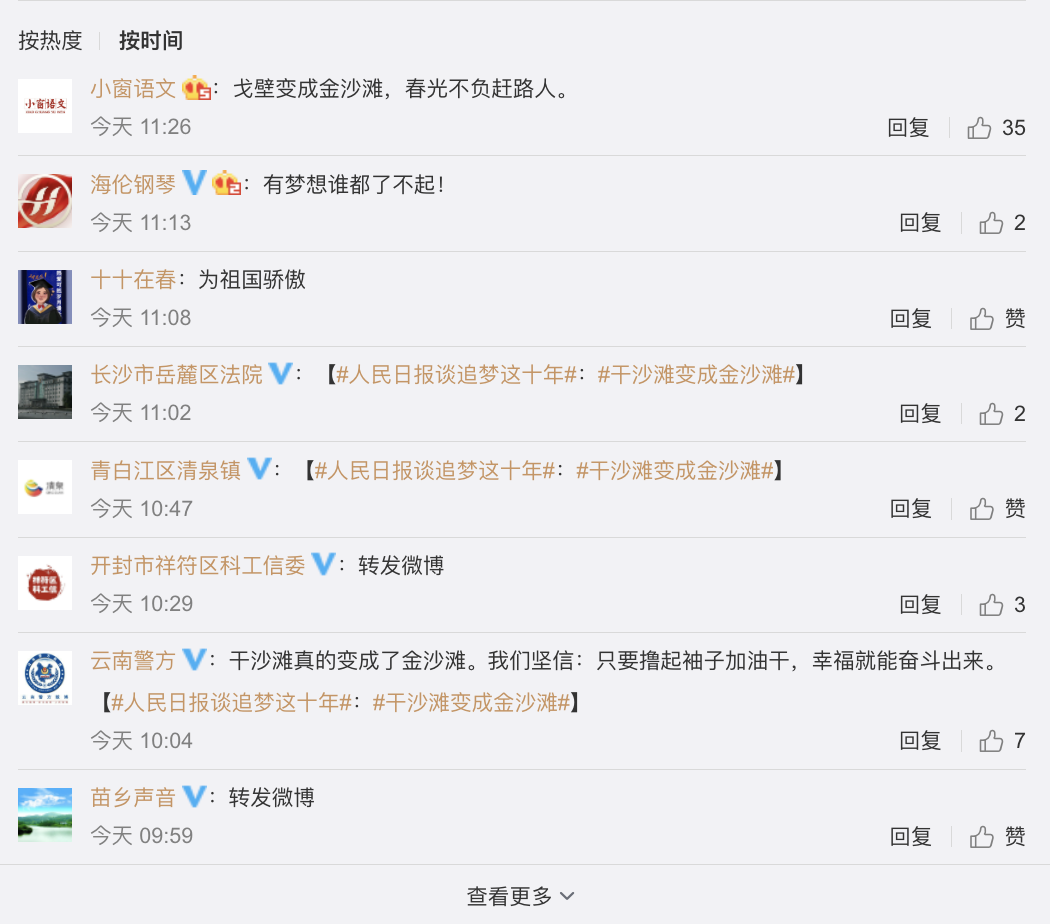 按热度 按时间
小窗语文
小窗语文 5：戈壁变成金沙滩，春光不负赶路人。
今天 11:26 回复 35
海伦钢琴 V 2：有梦想谁都了不起！
今天 11:13 回复 2
十十在春：为祖国骄傲
今天 11:08 回复 赞
长沙市岳麓区法院 V：【#人民日报谈追梦这十年#：#干沙滩变成金沙滩#】
今天 11:02 回复 2
青白江区清泉镇 V：【#人民日报谈追梦这十年#：#干沙滩变成金沙滩#】
今天 10:47 回复 赞
开封市祥符区科工信委 V：转发微博
祥符区
科工信
今天 10:29 回复 3
云南警方 V：干沙滩真的变成了金沙滩。我们坚信：只要撸起袖子加油干，幸福就能奋斗出来。
【#人民日报谈追梦这十年#：#干沙滩变成金沙滩#】
今天 10:04 回复 7
苗乡声音 V：转发微博
今天 09:59 回复 赞
查看更多